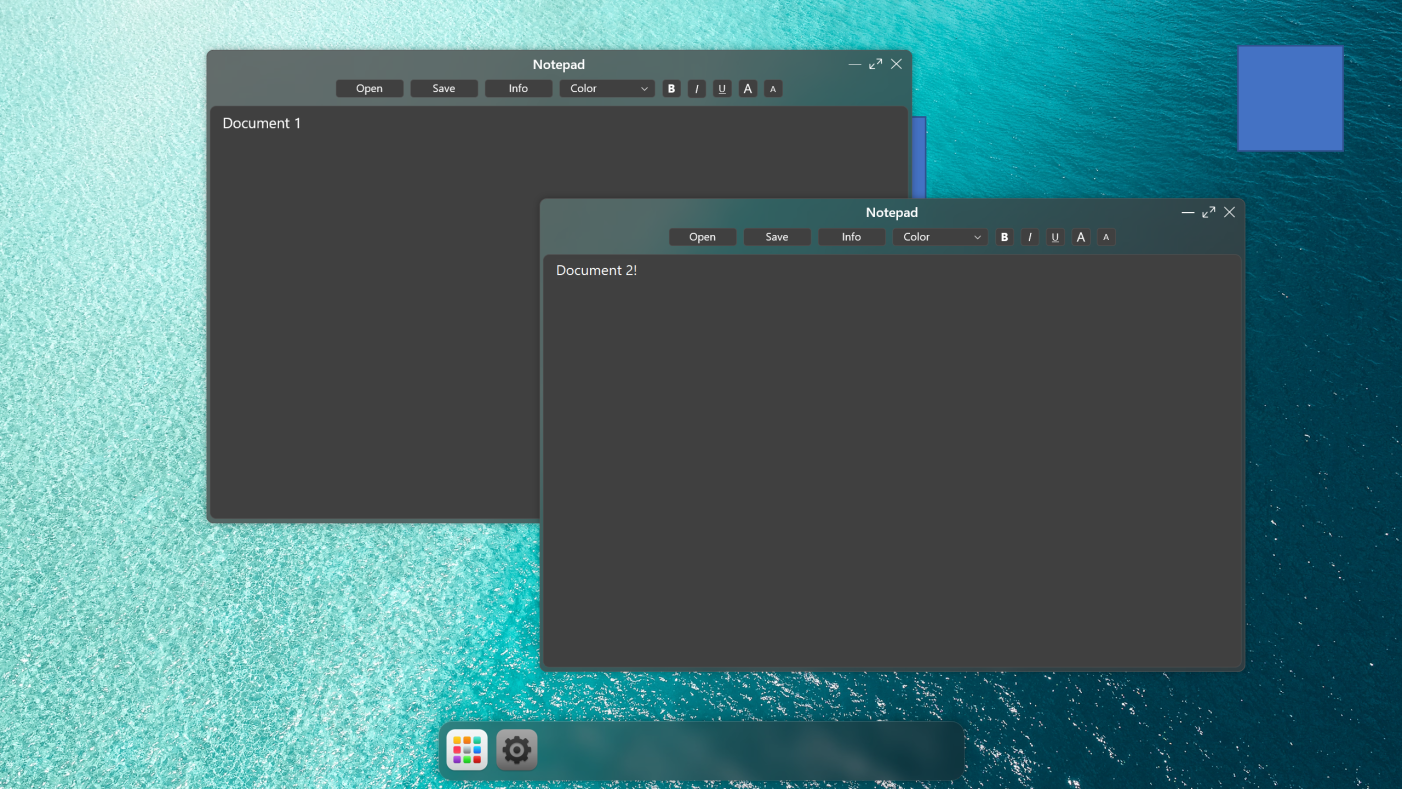 Notepad
Open Save Info Color B I U A A
Document 1
Notepad
Open Save Info Color B I U A A
Document 2!